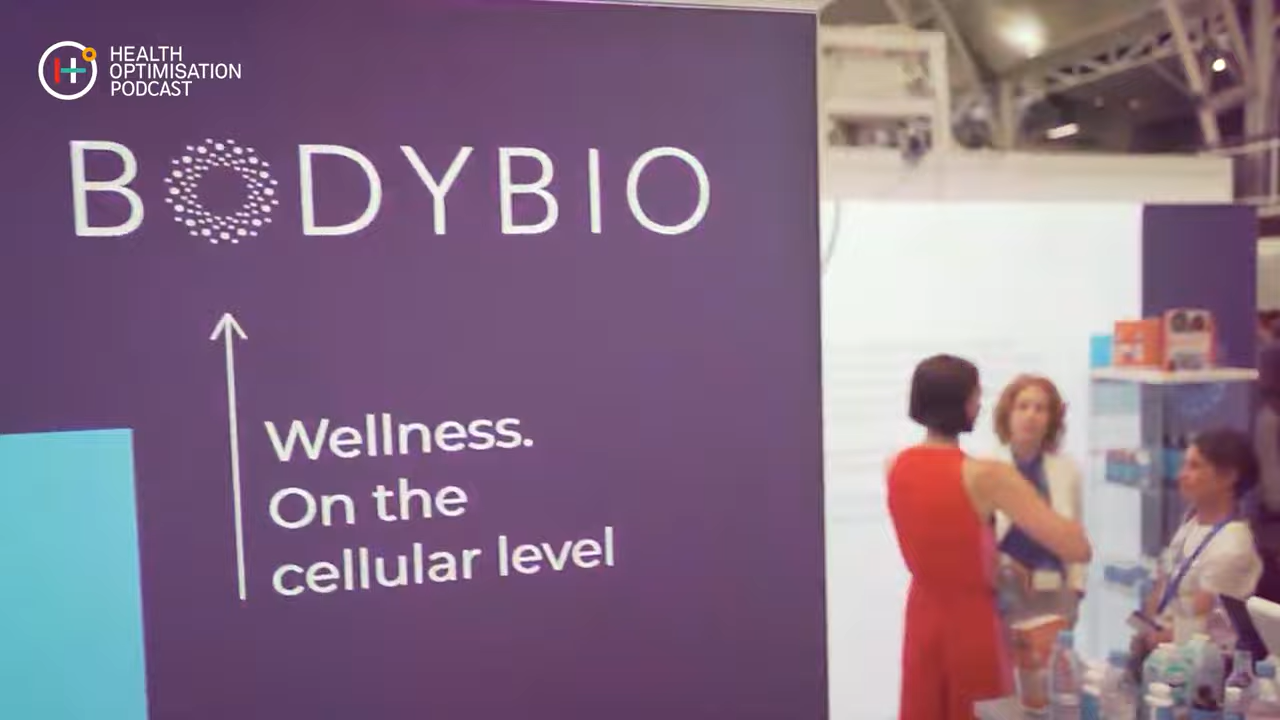 HEALTH
OPTIMISATION
PODCAST
BODYBIO
Wellness.
On the
cellular level